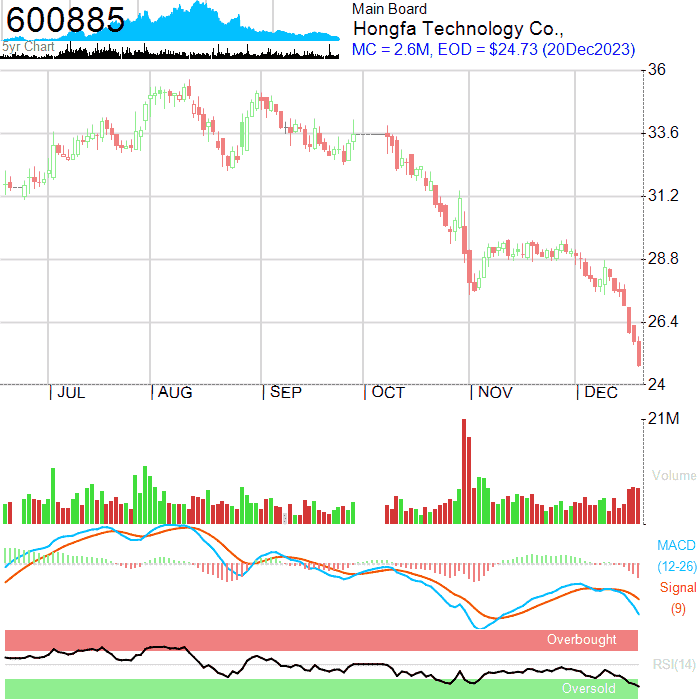 600885
5yr Chart
Main Board
Hongfa Technology Co.,
MC = 2.6M, EOD = $24.73 (20Dec2023)
36
33.6
31.2
28.8
26.4
24
JUL AUG SEP OCT NOV DEC
21M
Volume
MACD
(12-26)
Signal
(9)
Overbought
RSI(14)
Oversold